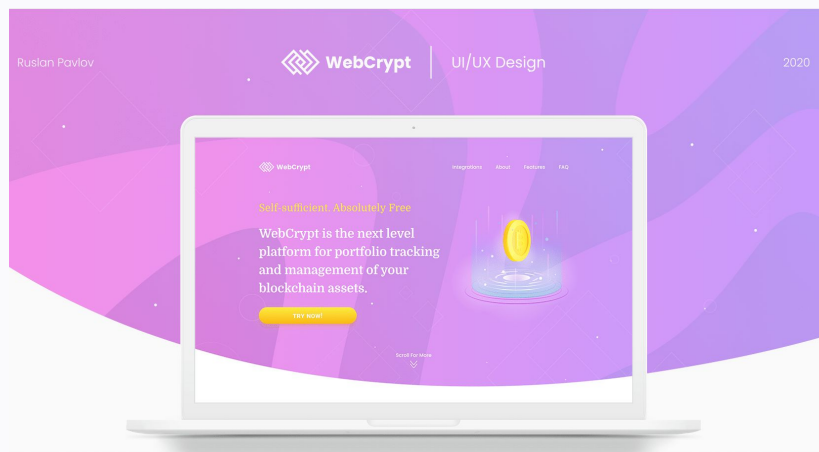 Ruslan Pavlov
WebCrypt
UI/UX Design
2020
WebCrypt
Integrations
About
Features
FAQ
Self-sufficient. Absolutely Free
WebCrypt is the next level
platform for portfolio tracking
and management of your
blockchain assets.
TRY NOW!
Scroll For More